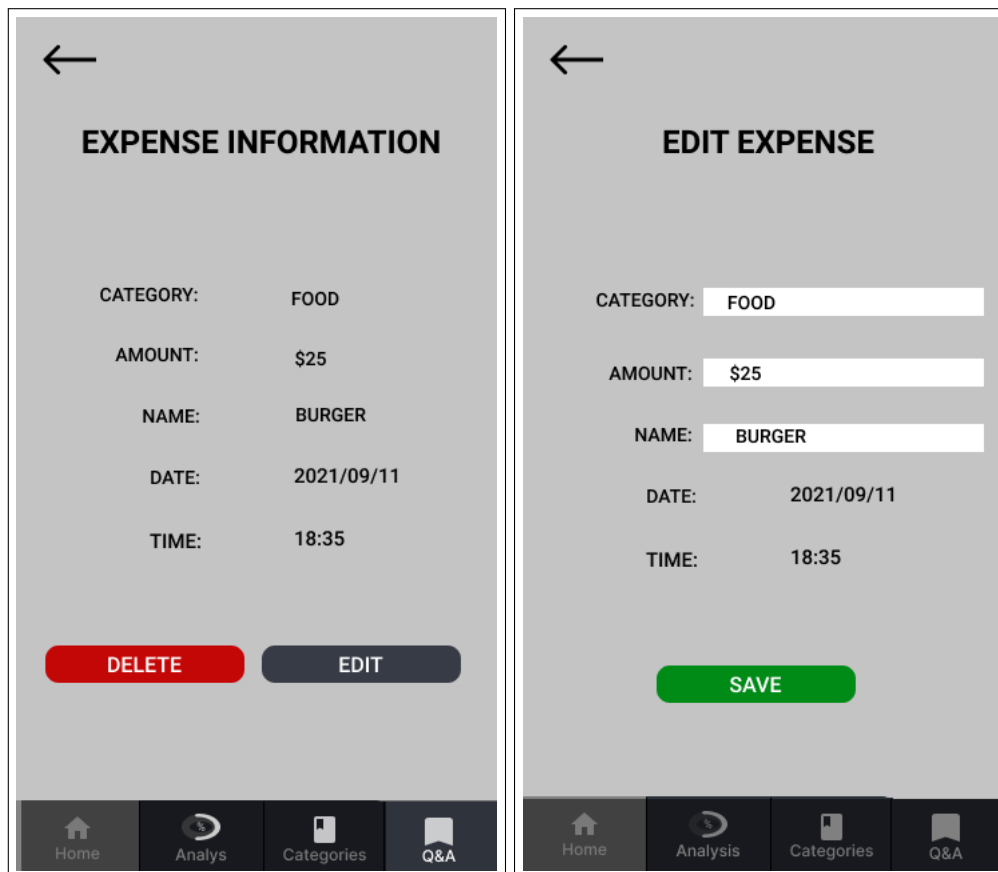 EXPENSE INFORMATION
CATEGORY: FOOD
AMOUNT: $25
NAME: BURGER
DATE: 2021/09/11
TIME: 18:35
DELETE EDIT
Home Analys Categories Q&A
EDIT EXPENSE
CATEGORY: FOOD
AMOUNT: $25
NAME: BURGER
DATE: 2021/09/11
TIME: 18:35
SAVE
Home Analysis Categories Q&A